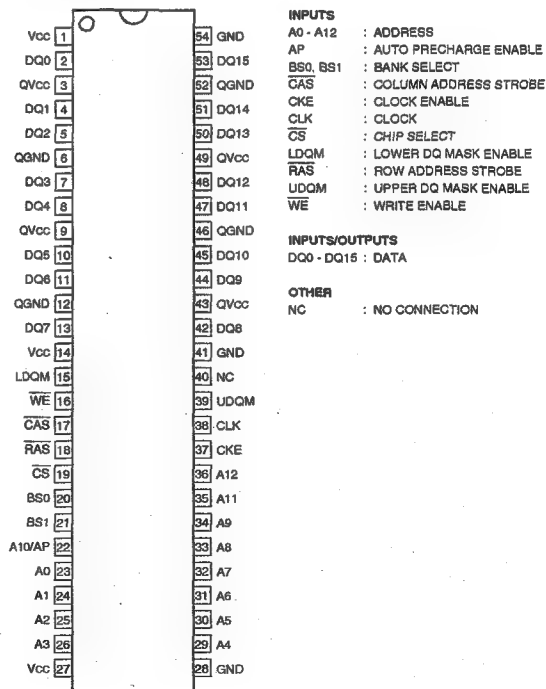 Vcc 1
DQ0 2
QVcc 3
DQ1 4
DQ2 5
QGND 6
DQ3 7
DQ4 8
QVcc 9
DQ5 10
DQ6 11
QGND 12
DQ7 13
Vcc 14
LDQM 15
WE 16
CAS 17
RAS 18
CS 19
BS0 20
BS1 21
A10/AP 22
A0 23
A1 24
A2 25
A3 26
Vcc 27
54 GND
53 DQ15
52 QGND
51 DQ14
50 DQ13
49 QVcc
48 DQ12
47 DQ11
46 QGND
45 DQ10
44 DQ9
43 QVcc
42 DQ8
41 GND
40 NC
39 UDQM
38 CLK
37 CKE
36 A12
35 A11
34 A9
33 A8
32 A7
31 A6
30 A5
29 A4
28 GND
INPUTS
A0 - A12 : ADDRESS
AP : AUTO PRECHARGE ENABLE
BS0, BS1 : BANK SELECT
CAS : COLUMN ADDRESS STROBE
CKE : CLOCK ENABLE
CLK : CLOCK
CS : CHIP SELECT
LDQM : LOWER DQ MASK ENABLE
RAS : ROW ADDRESS STROBE
UDQM : UPPER DQ MASK ENABLE
WE : WRITE ENABLE
INPUTS/OUTPUTS
DQ0 - DQ15 : DATA
OTHER
NC : NO CONNECTION